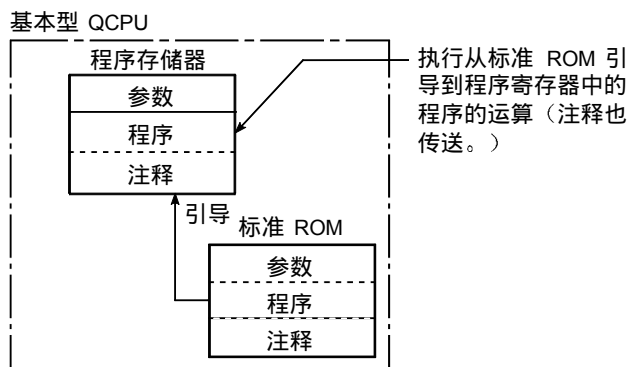 基本型 QCPU
程序存储器
参数
程序
注释
执行从标准 ROM 引
导到程序寄存器中的
程序的运算（注释也
传送。）
引导
标准 ROM
参数
程序
注释